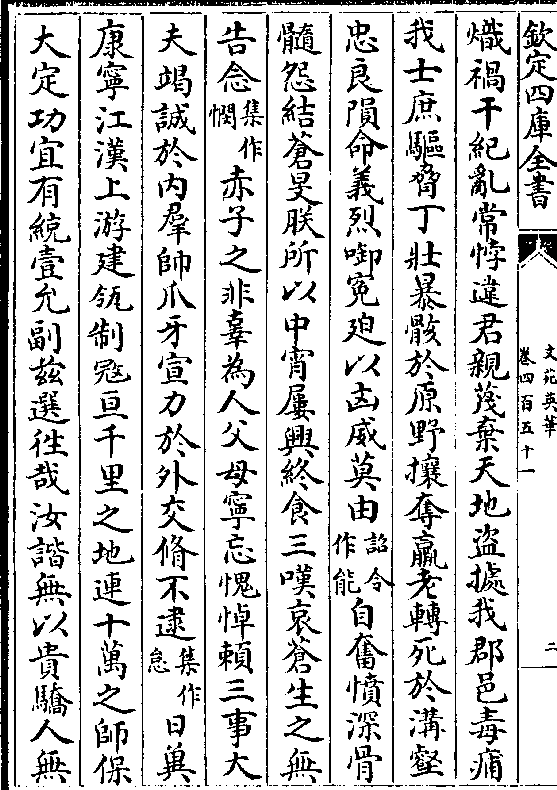 欽定四庫全書
文苑英華
卷四百五十一
二
熾禍干紀亂常悖違君親蔑棄天地盜據我郡邑毒痡
我士庶驅脅丁壯暴骸於原野攘奪羸老轉死於溝壑
忠良隕命義烈啣寃廹以凶威莫由詔令作能自奮憤深骨
髓怨結蒼旻朕所以中宵屢興終食三嘆哀蒼生之無
告念集作憫赤子之非辜為人父母寧忘愧悼頼三事大
夫竭誠於内羣帥爪牙宣力於外交脩不逮集作怠日兾
康寧江漢上游建瓴制宼亘千里之地連十萬之師保
大定功宜有統壹允副兹選徃哉汝諧無以貴驕人無